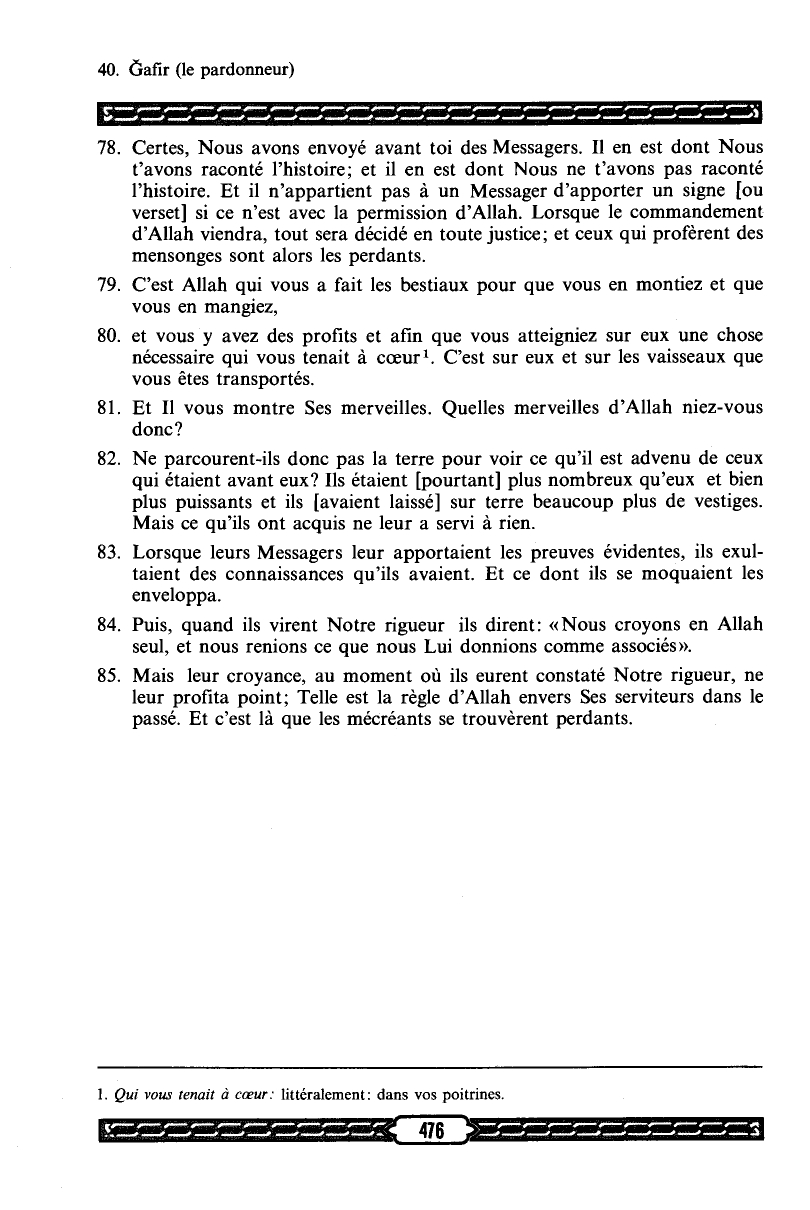 40. Ğafir (le pardonneur)
78. Certes, Nous avons envoyé avant toi des Messagers. Il en est dont Nous
t'avons raconté l'histoire; et il en est dont Nous ne t'avons pas raconté
l'histoire. Et il n'appartient pas à un Messager d'apporter un signe [ou
verset] si ce n'est avec la permission d'Allah. Lorsque le commandement
d'Allah viendra, tout sera décidé en toute justice; et ceux qui profèrent des
mensonges sont alors les perdants.
79. C'est Allah qui vous a fait les bestiaux pour que vous en montiez et que
vous en mangiez,
80. et vous y avez des profits et afin que vous atteigniez sur eux une chose
nécessaire qui vous tenait à cœur¹. C'est sur eux et sur les vaisseaux que
vous êtes transportés.
81. Et Il vous montre Ses merveilles. Quelles merveilles d'Allah niez-vous
donc?
82. Ne parcourent-ils donc pas la terre pour voir ce qu'il est advenu de ceux
qui étaient avant eux? Ils étaient [pourtant] plus nombreux qu'eux et bien
plus puissants et ils [avaient laissé] sur terre beaucoup plus de vestiges.
Mais ce qu'ils ont acquis ne leur a servi à rien.
83. Lorsque leurs Messagers leur apportaient les preuves évidentes, ils exul-
taient des connaissances qu'ils avaient. Et ce dont ils se moquaient les
enveloppa.
84. Puis, quand ils virent Notre rigueur ils dirent: «Nous croyons en Allah
seul, et nous renions ce que nous Lui donnions comme associés».
85. Mais leur croyance, au moment où ils eurent constaté Notre rigueur, ne
leur profita point; Telle est la règle d'Allah envers Ses serviteurs dans le
passé. Et c'est là que les mécréants se trouvèrent perdants.
1. Qui vous tenait à cœur: littéralement: dans vos poitrines.
476